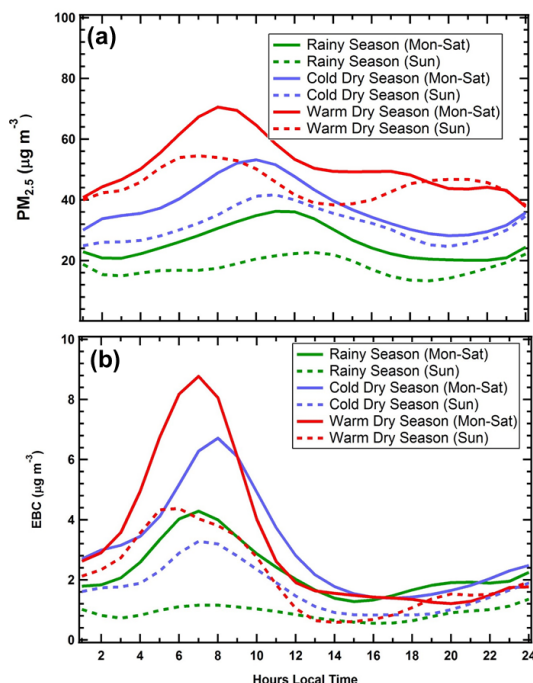 (a)
100
80
60
40
20
PM2.5 (µg m-3)
Rainy Season (Mon-Sat)
Rainy Season (Sun)
Cold Dry Season (Mon-Sat)
Cold Dry Season (Sun)
Warm Dry Season (Mon-Sat)
Warm Dry Season (Sun)
(b)
10
8
6
4
2
0
EBC (µg m-3)
Rainy Season (Mon-Sat)
Rainy Season (Sun)
Cold Dry Season (Mon-Sat)
Cold Dry Season (Sun)
Warm Dry Season (Mon-Sat)
Warm Dry Season (Sun)
2 4 6 8 10 12 14 16 18 20 22 24
Hours Local Time